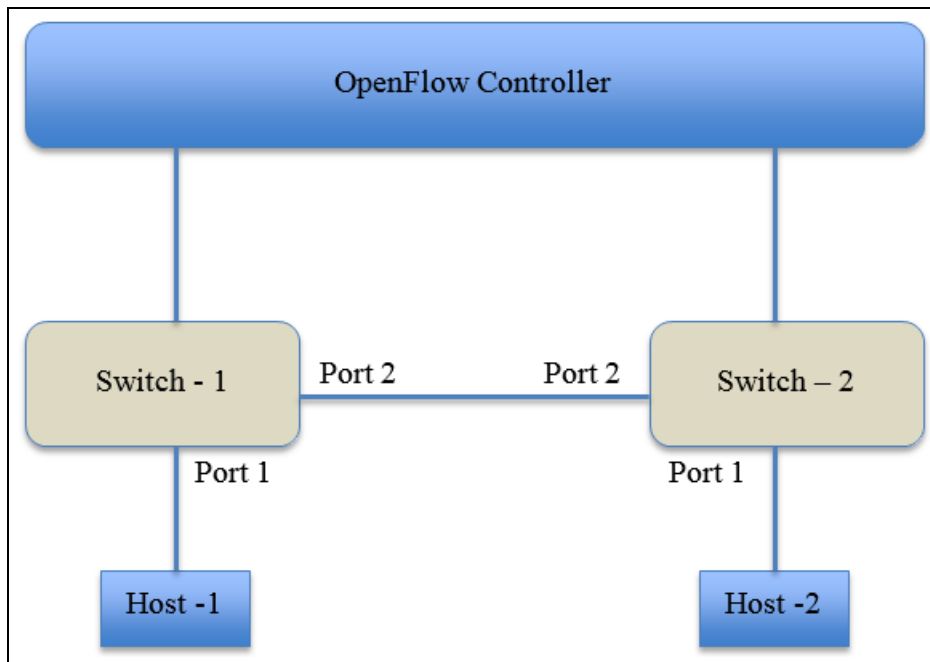 OpenFlow Controller
Switch - 1
Port 2
Port 2
Switch – 2
Port 1
Port 1
Host -1
Host -2